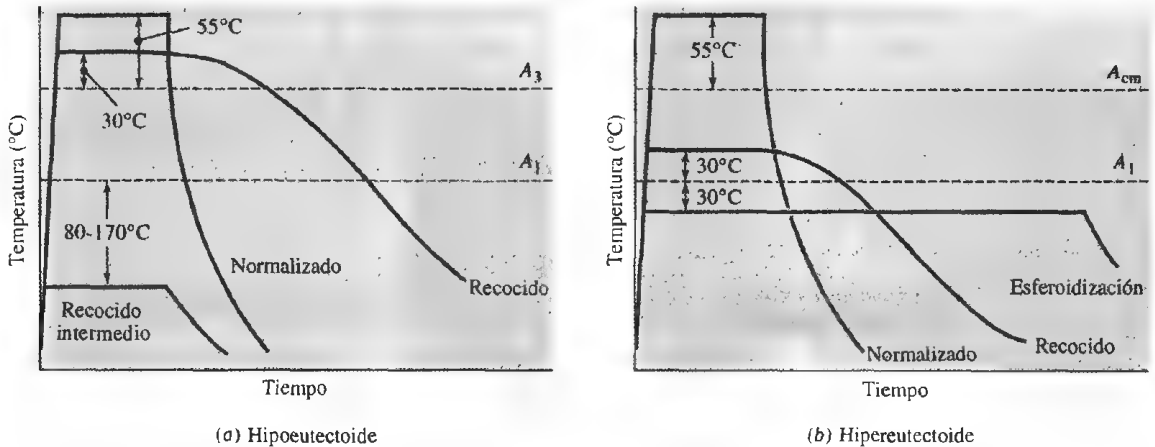 Temperatura (°C)
55°C
30°C
A₃
A₁
80-170°C
Normalizado
Recocido
Recocido
intermedio
Tiempo
(a) Hipoeutectoide
Temperatura (°C)
55°C
Acm
30°C
A₁
30°C
Esferoidización
Normalizado
Recocido
Tiempo
(b) Hipereutectoide